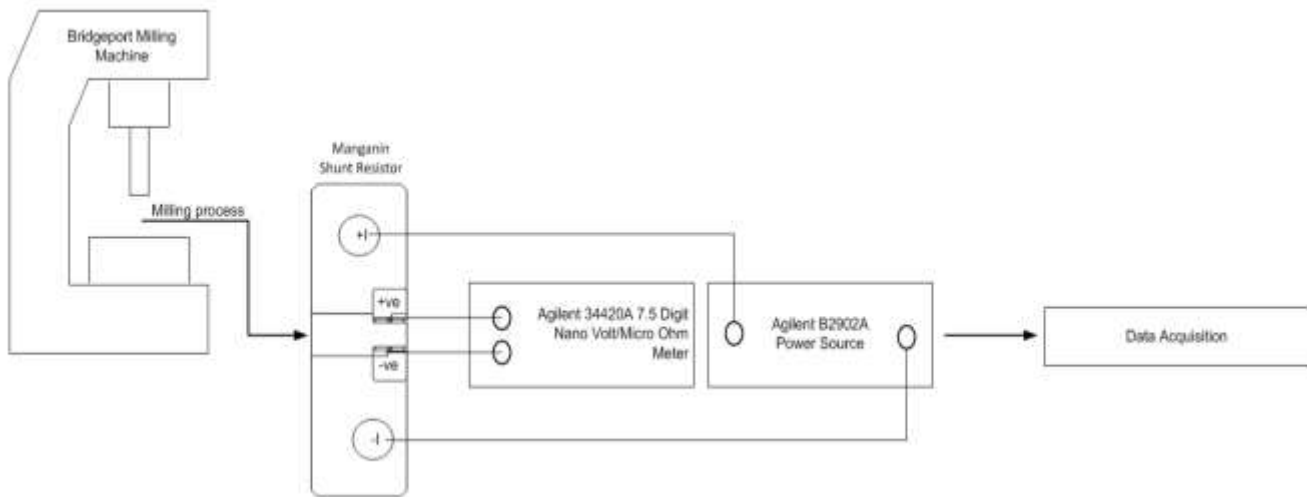 Bridgeport Milling
Machine
Manganin
Shunt Resistor
Milling process
+I
+ve
-ve
-I
Agilent 34420A 7.5 Digit
Nano Volt/Micro Ohm
Meter
Agilent B2902A
Power Source
Data Acquisition